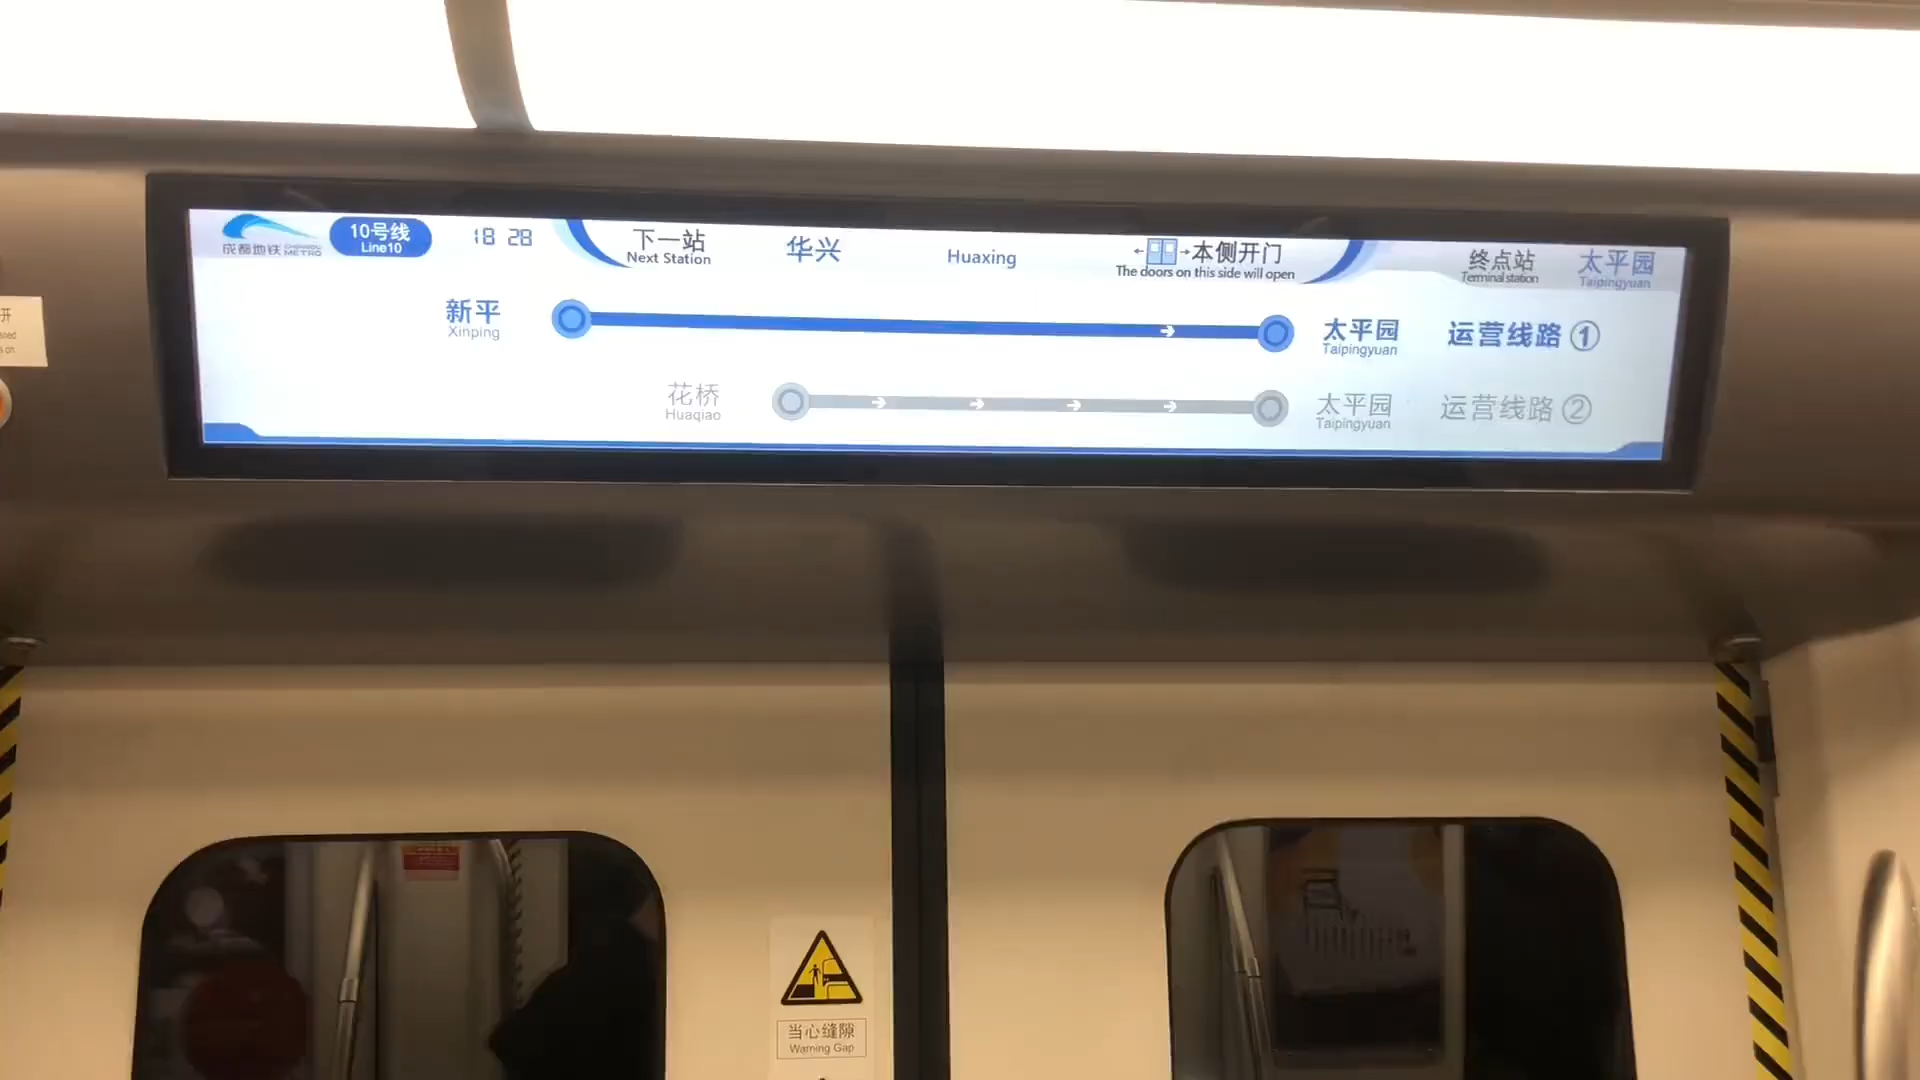 成都地铁 CHENGDU METRO
10号线
Line10
18 28
下一站
Next Station
华兴
Huaxing
本侧开门
The doors on this side will open
终点站
Terminal station
太平园
Taipingyuan
新平
Xinping
太平园
Taipingyuan
运营线路①
花桥
Huaqiao
太平园
Taipingyuan
运营线路②
当心缝隙
Warning Gap